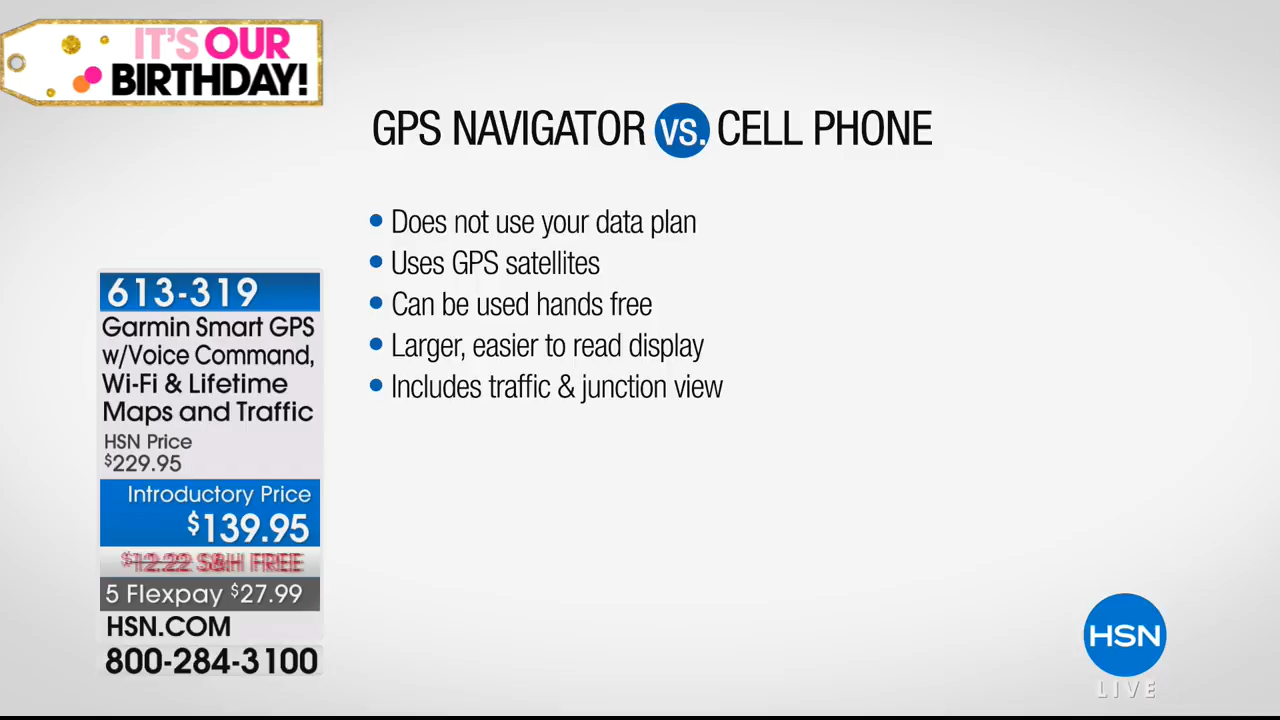 IT'S OUR
BIRTHDAY!
GPS NAVIGATOR VS. CELL PHONE
• Does not use your data plan
• Uses GPS satellites
• Can be used hands free
• Larger, easier to read display
• Includes traffic & junction view
613-319
Garmin Smart GPS
w/Voice Command,
Wi-Fi & Lifetime
Maps and Traffic
HSN Price
$229.95
Introductory Price
$139.95
$12.22 S&H FREE
5 Flexpay $27.99
HSN.COM
800-284-3100
HSN
LIVE